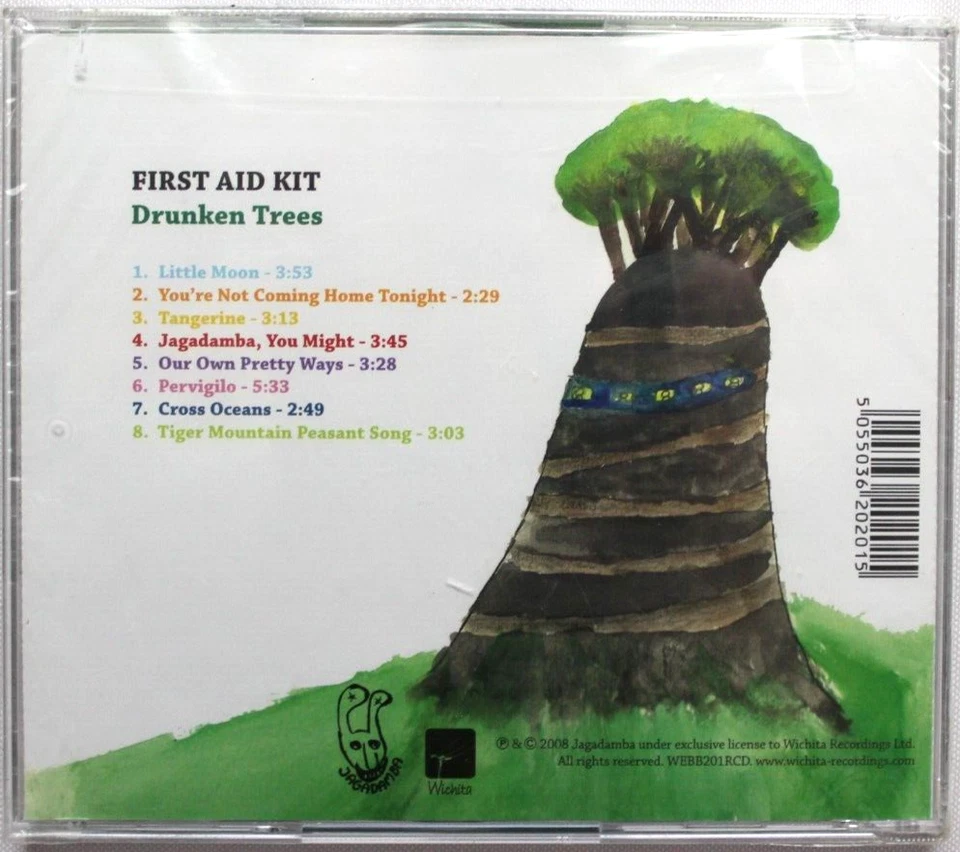 FIRST AID KIT
Drunken Trees
1. Little Moon - 3:53
2. You're Not Coming Home Tonight - 2:29
3. Tangerine - 3:13
4. Jagadamba, You Might - 3:45
5. Our Own Pretty Ways - 3:28
6. Pervigilo - 5:33
7. Cross Oceans - 2:49
8. Tiger Mountain Peasant Song - 3:03
5 055036 202015
JAGADAMBA
Wichita
℗ & © 2008 Jagadamba under exclusive license to Wichita Recordings Ltd.
All rights reserved. WEBB201RCD. www.wichita-recordings.com